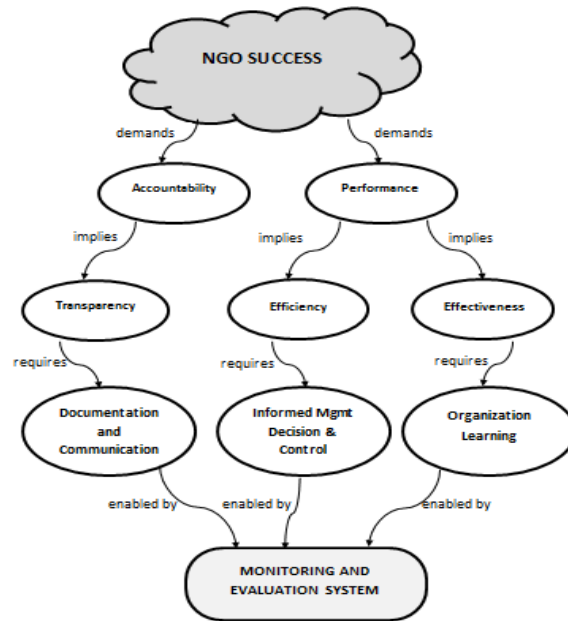 NGO SUCCESS
demands
demands
Accountability
Performance
implies
implies
implies
Transparency
Efficiency
Effectiveness
requires
requires
requires
Documentation
and
Communication
Informed Mgmt
Decision &
Control
Organization
Learning
enabled by
enabled by
enabled by
MONITORING AND
EVALUATION SYSTEM